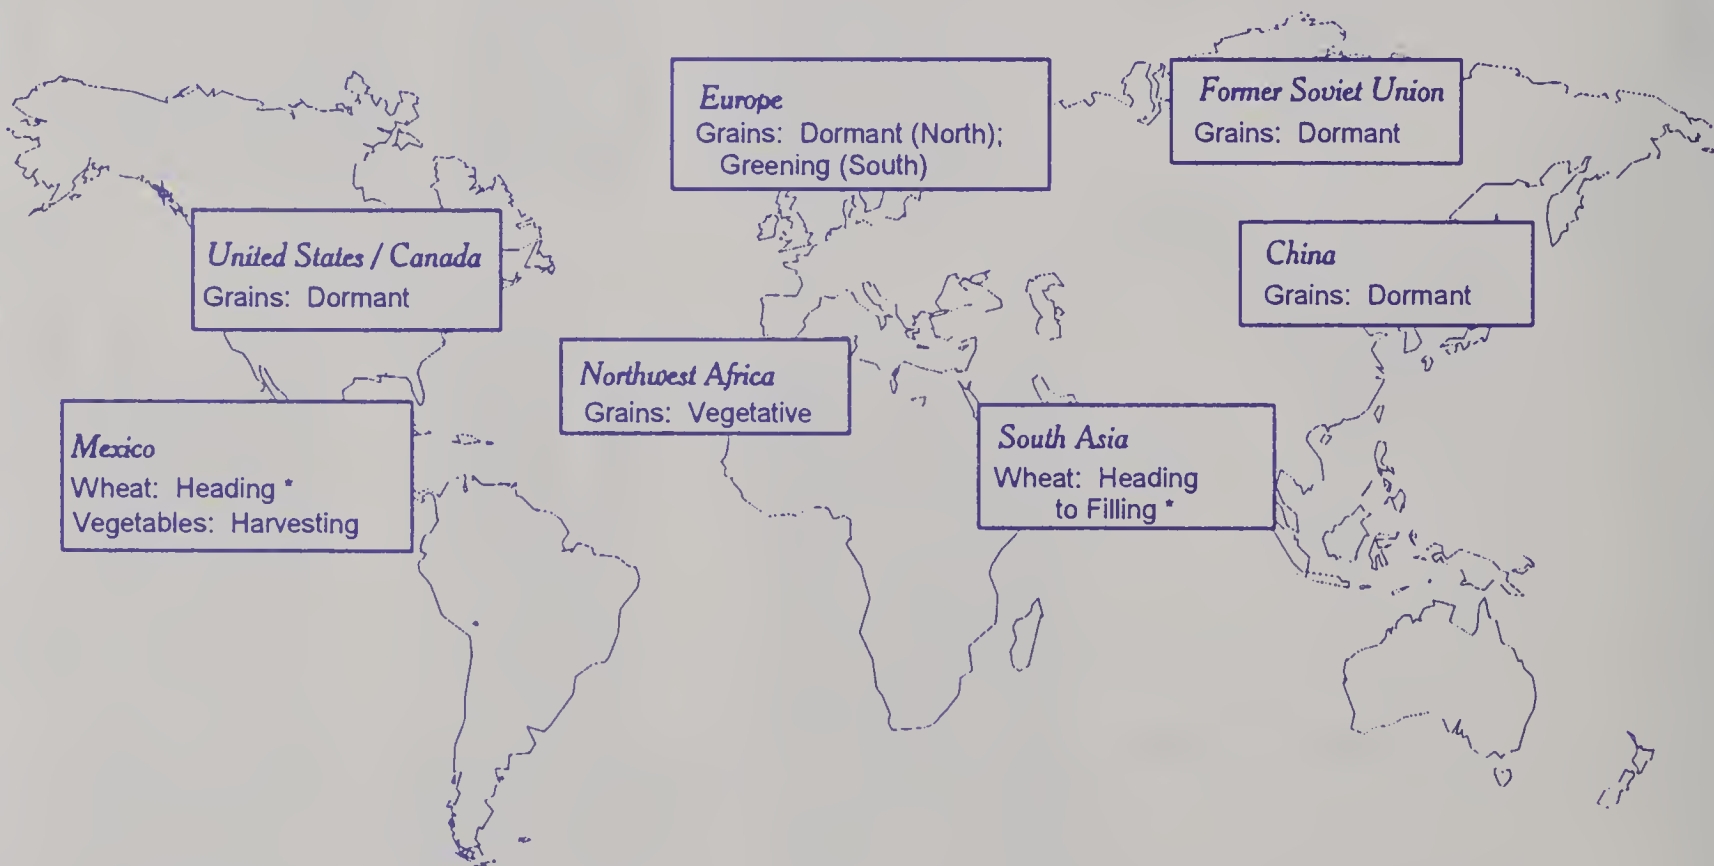 Europe
Grains: Dormant (North);
Greening (South)
Former Soviet Union
Grains: Dormant
United States / Canada
Grains: Dormant
China
Grains: Dormant
Northwest Africa
Grains: Vegetative
Mexico
Wheat: Heading *
Vegetables: Harvesting
South Asia
Wheat: Heading
to Filling *